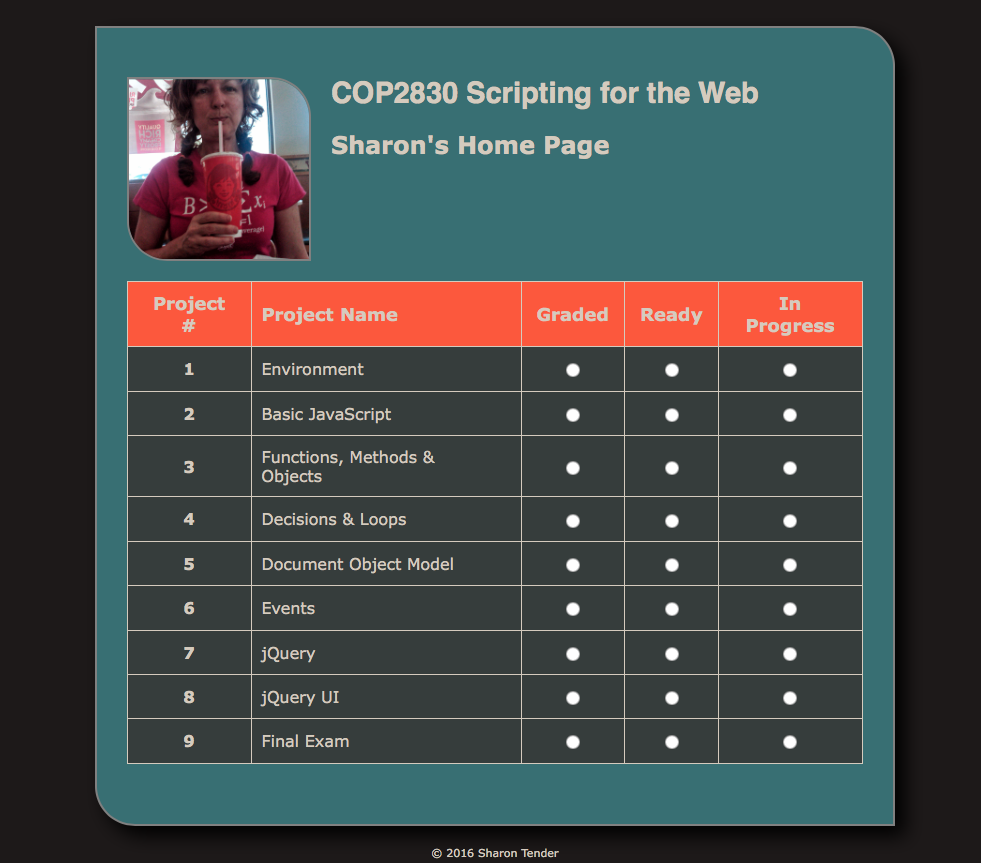 COP2830 Scripting for the Web
Sharon's Home Page
B > Σ xi
Project # Project Name Graded Ready In Progress
1 Environment
2 Basic JavaScript
3 Functions, Methods & Objects
4 Decisions & Loops
5 Document Object Model
6 Events
7 jQuery
8 jQuery UI
9 Final Exam
© 2016 Sharon Tender